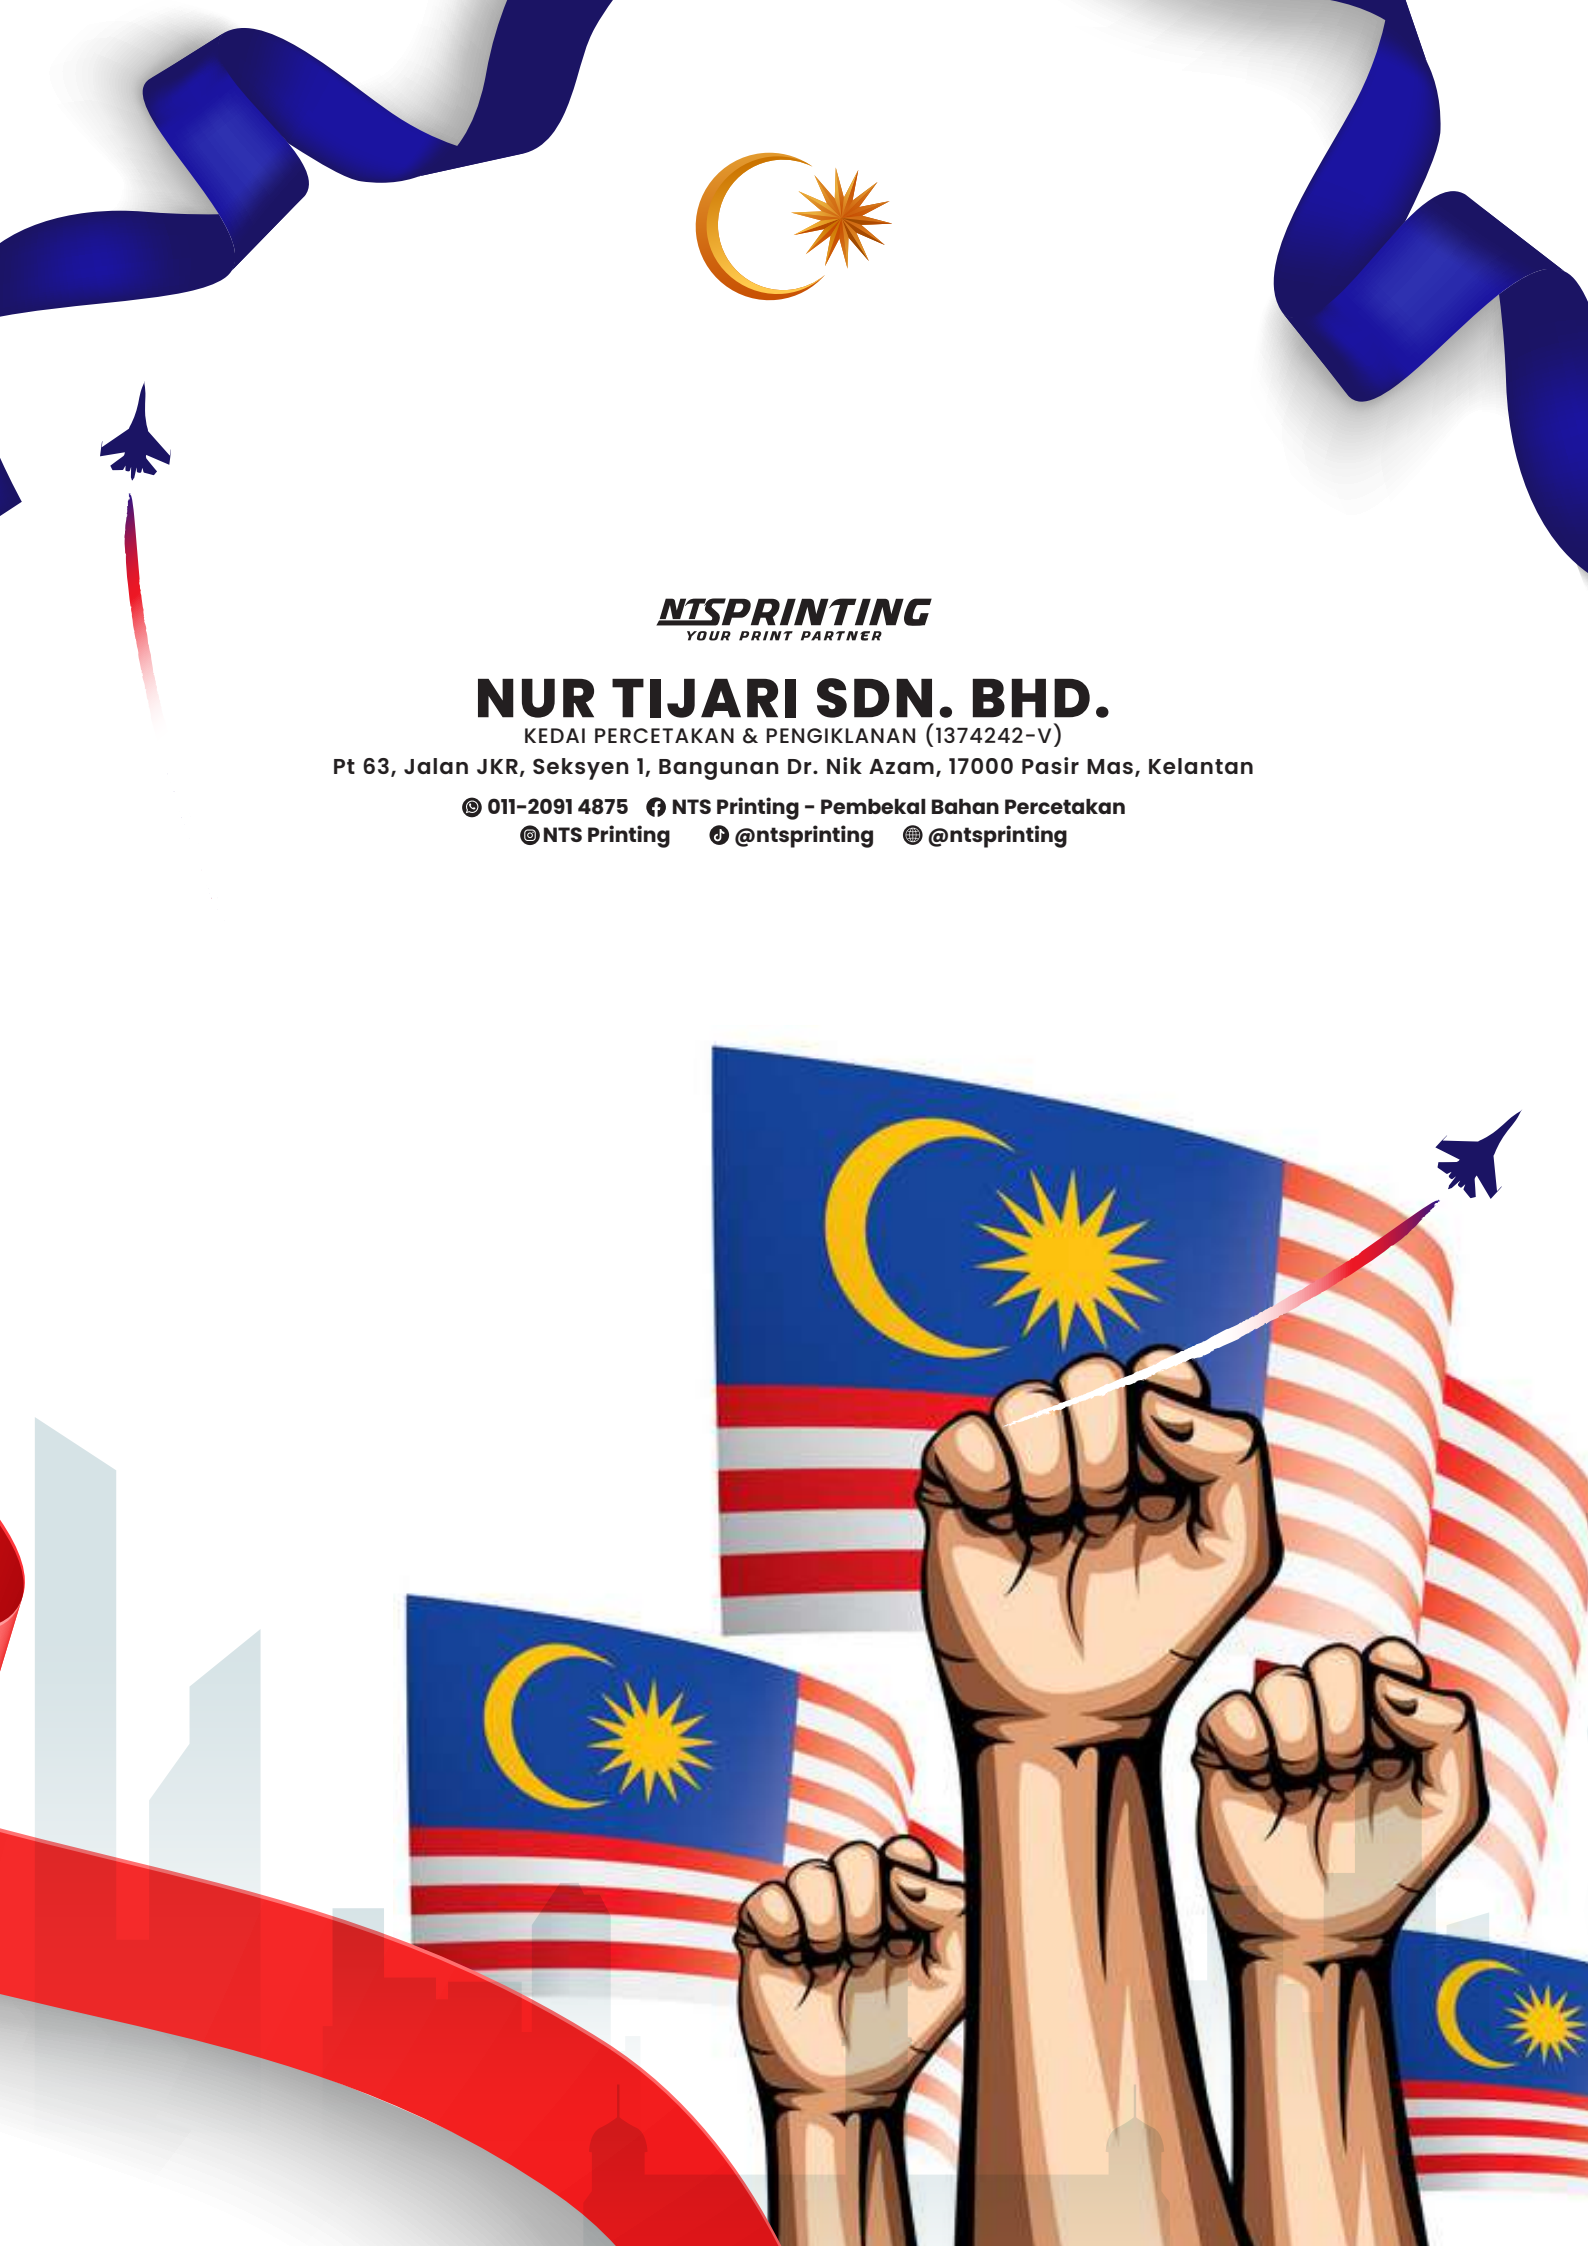 NTSPRINTING
YOUR PRINT PARTNER
NUR TIJARI SDN. BHD.
KEDAI PERCETAKAN & PENGIKLANAN (1374242-V)
Pt 63, Jalan JKR, Seksyen 1, Bangunan Dr. Nik Azam, 17000 Pasir Mas, Kelantan
011-2091 4875 NTS Printing - Pembekal Bahan Percetakan
NTS Printing @ntsprinting @ntsprinting